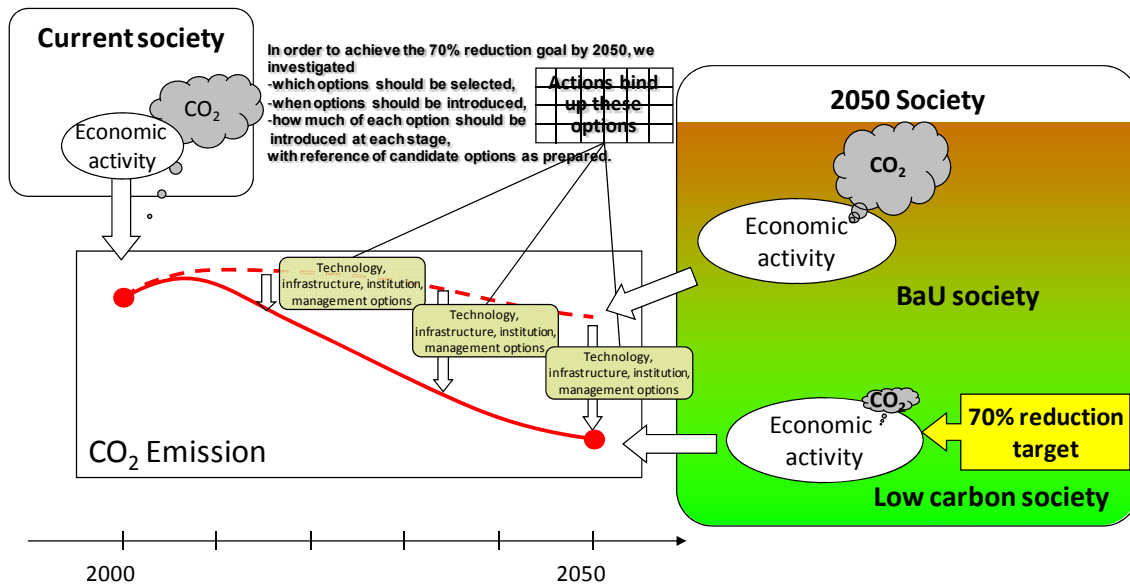 Current society
CO2
Economic
activity
In order to achieve the 70% reduction goal by 2050, we
investigated
-which options should be selected,
-when options should be introduced,
-how much of each option should be
introduced at each stage,
with reference of candidate options as prepared.
Actions bind
up these
options
2050 Society
CO2
Economic
activity
BaU society
CO2
Economic
activity
70% reduction
target
Low carbon society
Technology,
infrastructure, institution,
management options
Technology,
infrastructure, institution,
management options
Technology,
infrastructure, institution,
management options
CO2 Emission
2000
2050